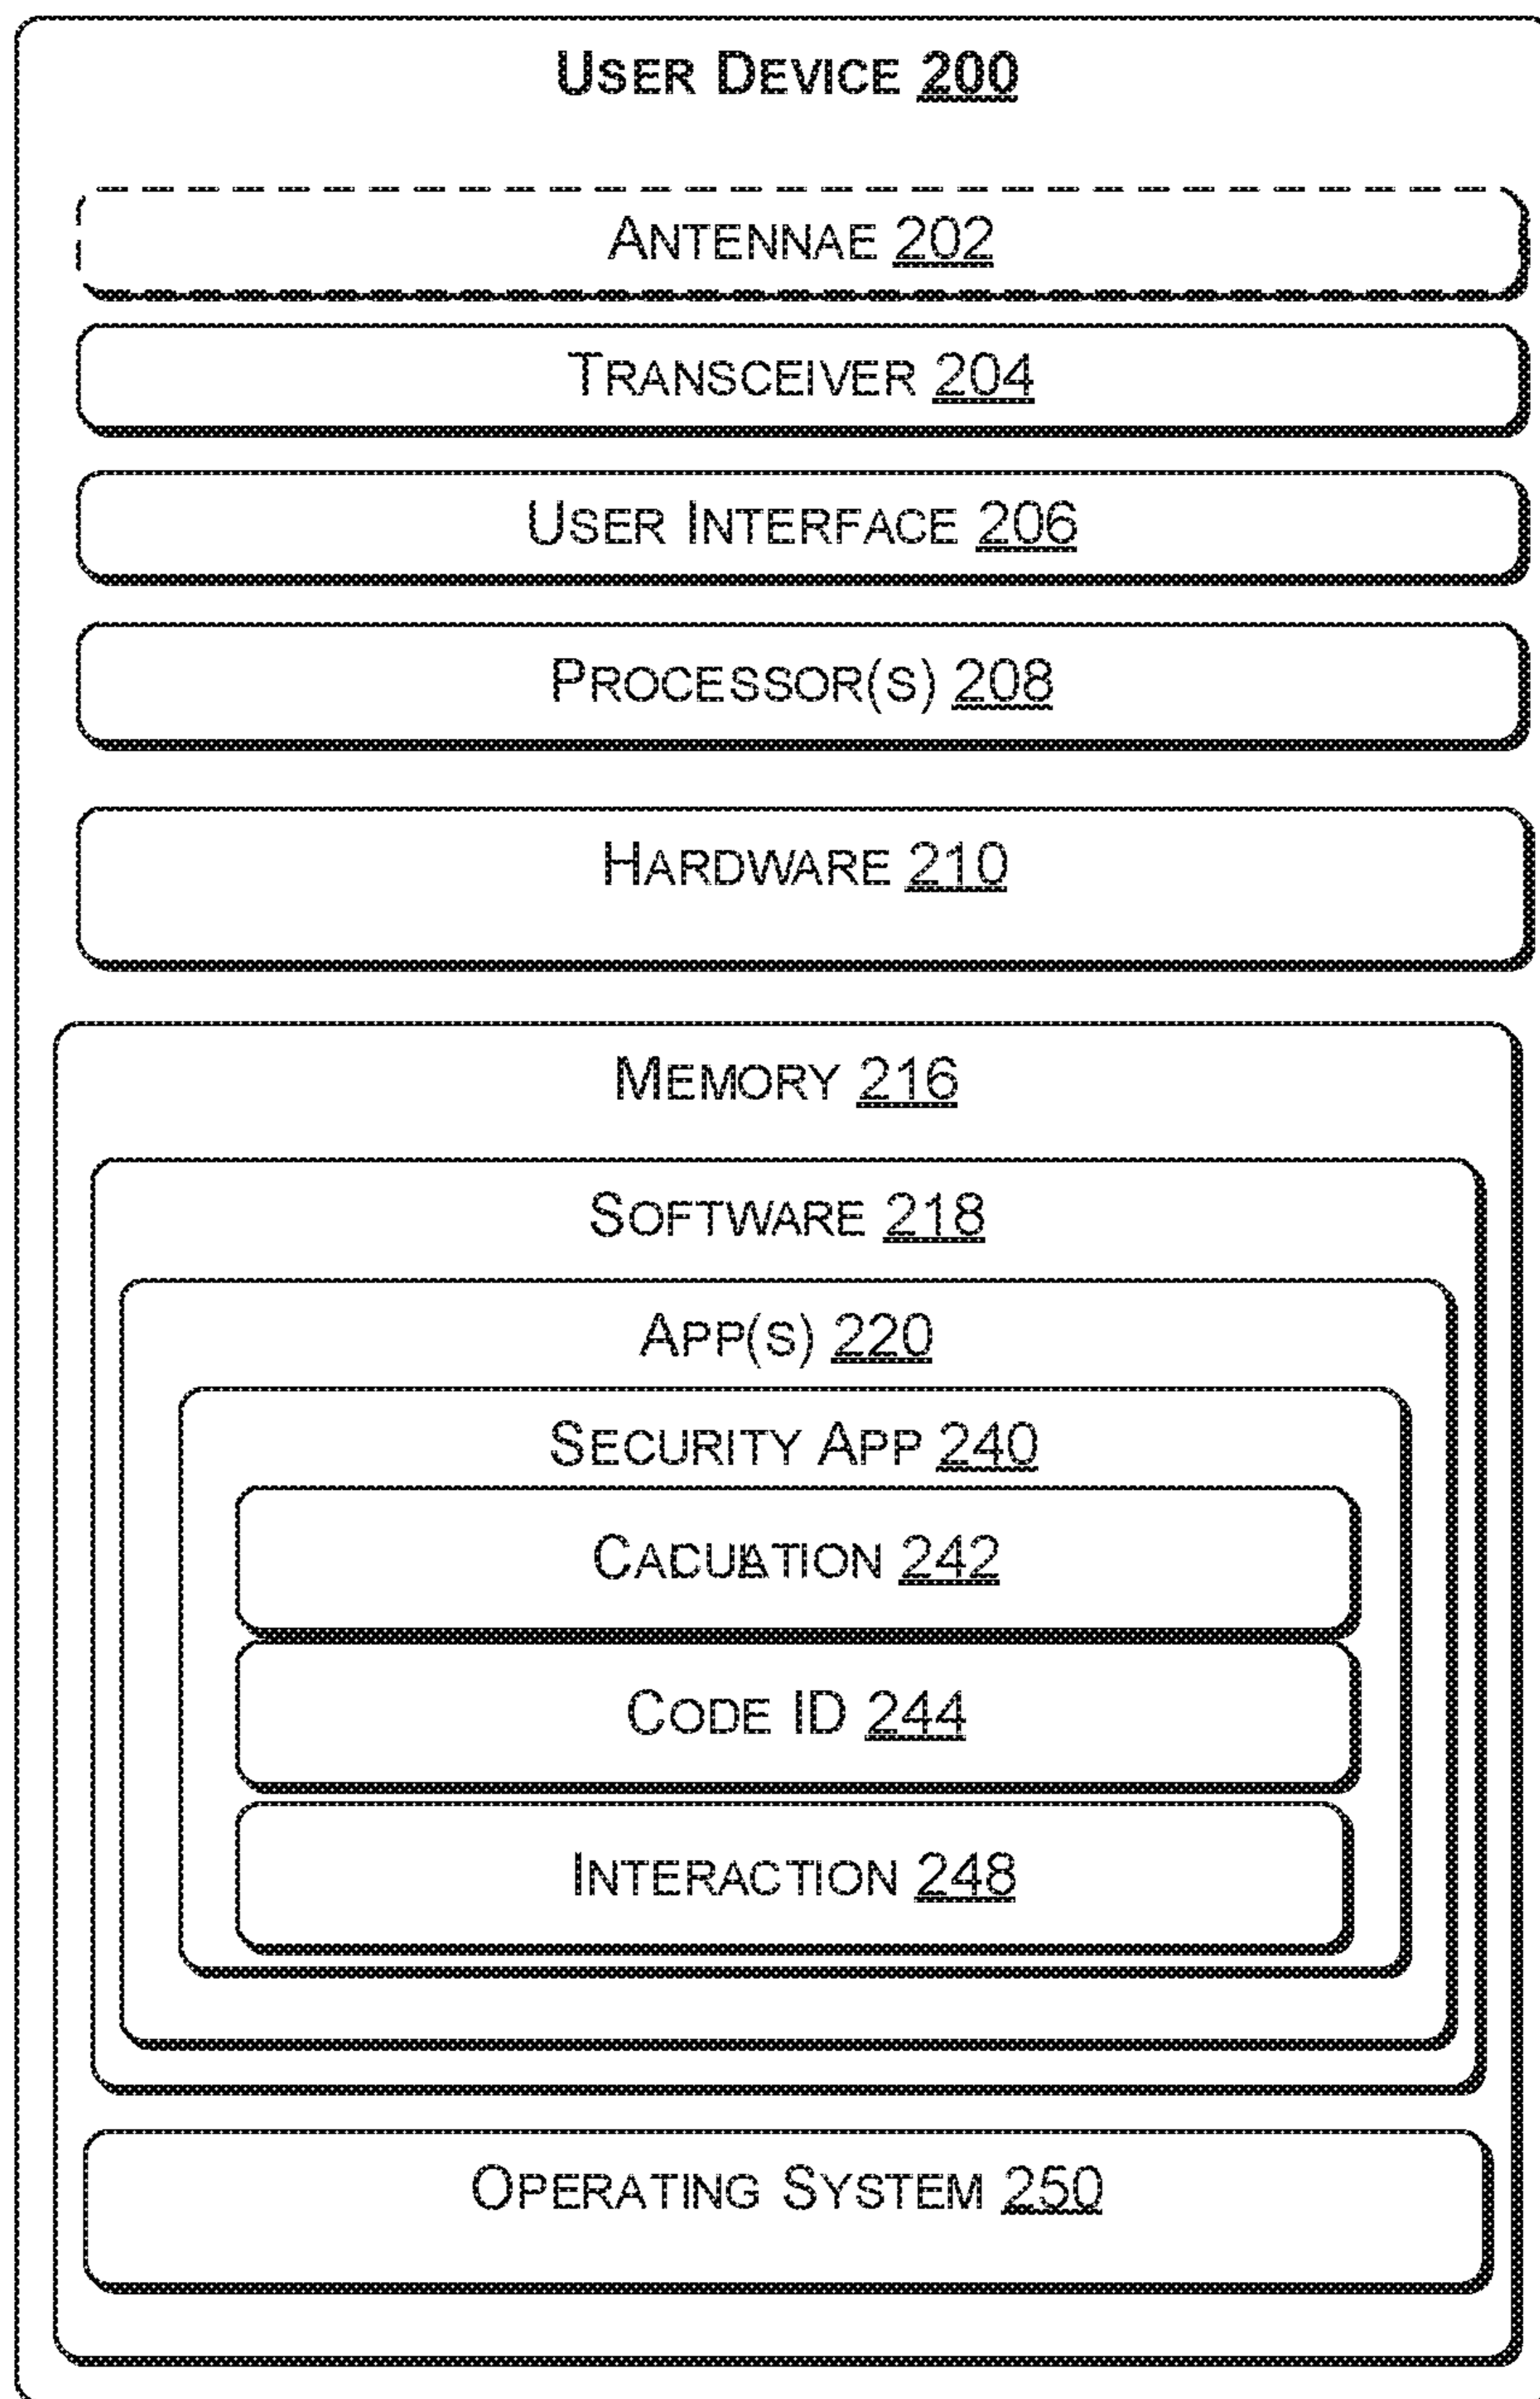 USER DEVICE 200
ANTENNAE 202
TRANSCEIVER 204
USER INTERFACE 206
PROCESSOR(S) 208
HARDWARE 210
MEMORY 216
SOFTWARE 218
APP(S) 220
SECURITY APP 240
242
CODE ID 244
INTERACTION 248
OPERATING SYSTEM 250